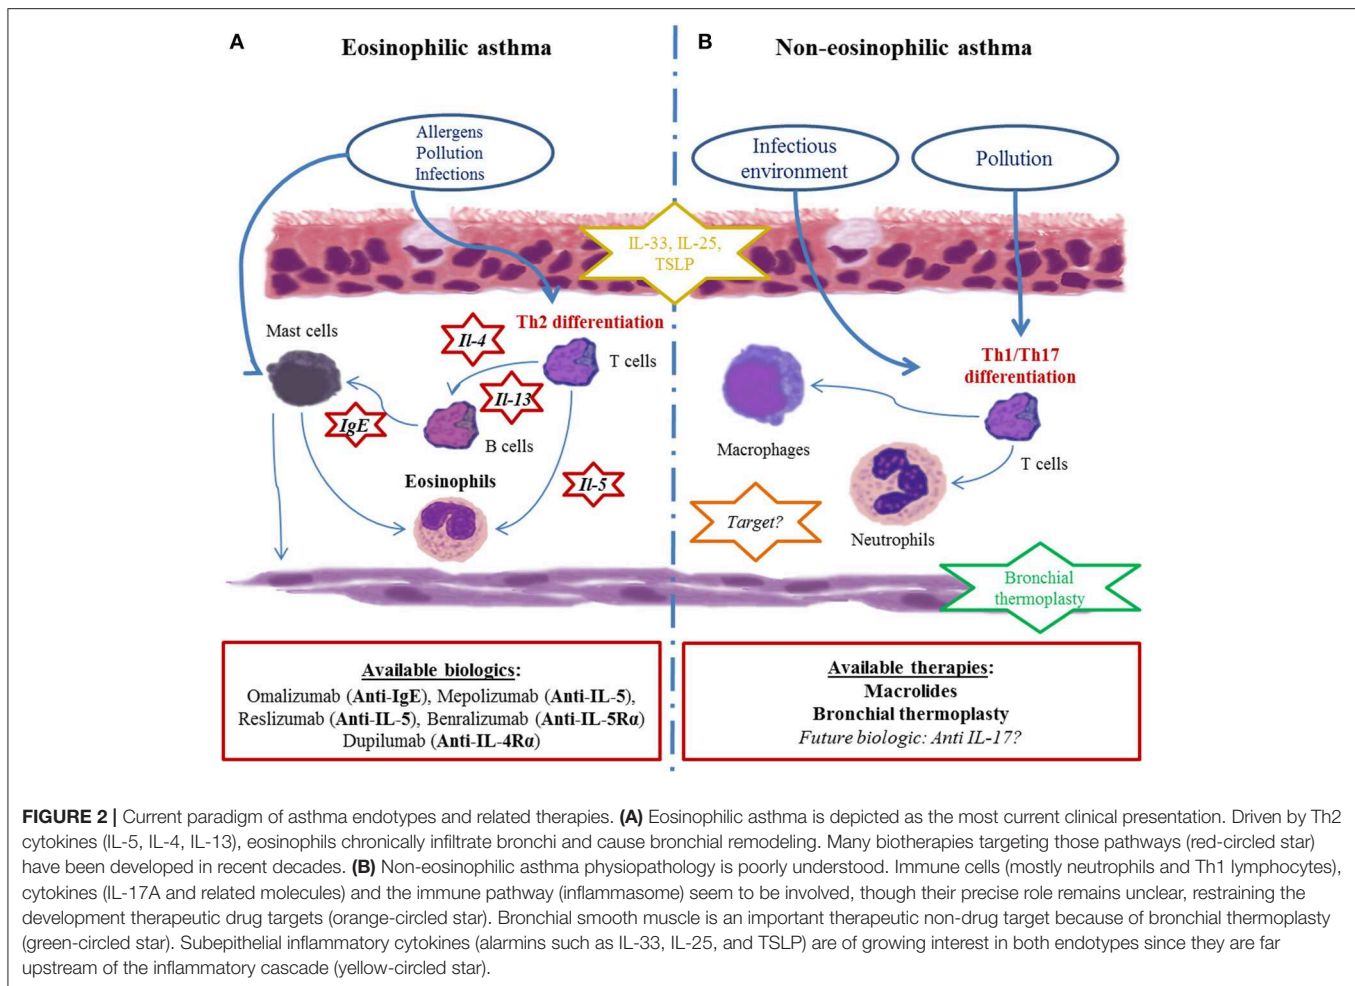 A
Eosinophilic asthma
B
Non-eosinophilic asthma
Allergens
Pollution
Infections
Infectious
environment
Pollution
IL-33, IL-25,
TSLP
Mast cells
Il-4
Th2 differentiation
T cells
Il-13
IgE
B cells
Eosinophils
Il-5
Th1/Th17
differentiation
Macrophages
T cells
Target?
Neutrophils
Bronchial
thermoplasty
Available biologics:
Omalizumab (Anti-IgE), Mepolizumab (Anti-IL-5),
Reslizumab (Anti-IL-5), Benralizumab (Anti-IL-5Rα)
Dupilumab (Anti-IL-4Rα)
Available therapies:
Macrolides
Bronchial thermoplasty
Future biologic: Anti IL-17?
FIGURE 2 | Current paradigm of asthma endotypes and related therapies. (A) Eosinophilic asthma is depicted as the most current clinical presentation. Driven by Th2
cytokines (IL-5, IL-4, IL-13), eosinophils chronically infiltrate bronchi and cause bronchial remodeling. Many biotherapies targeting those pathways (red-circled star)
have been developed in recent decades. (B) Non-eosinophilic asthma physiopathology is poorly understood. Immune cells (mostly neutrophils and Th1 lymphocytes),
cytokines (IL-17A and related molecules) and the immune pathway (inflammasome) seem to be involved, though their precise role remains unclear, restraining the
development therapeutic drug targets (orange-circled star). Bronchial smooth muscle is an important therapeutic non-drug target because of bronchial thermoplasty
(green-circled star). Subepithelial inflammatory cytokines (alarmins such as IL-33, IL-25, and TSLP) are of growing interest in both endotypes since they are far
upstream of the inflammatory cascade (yellow-circled star).